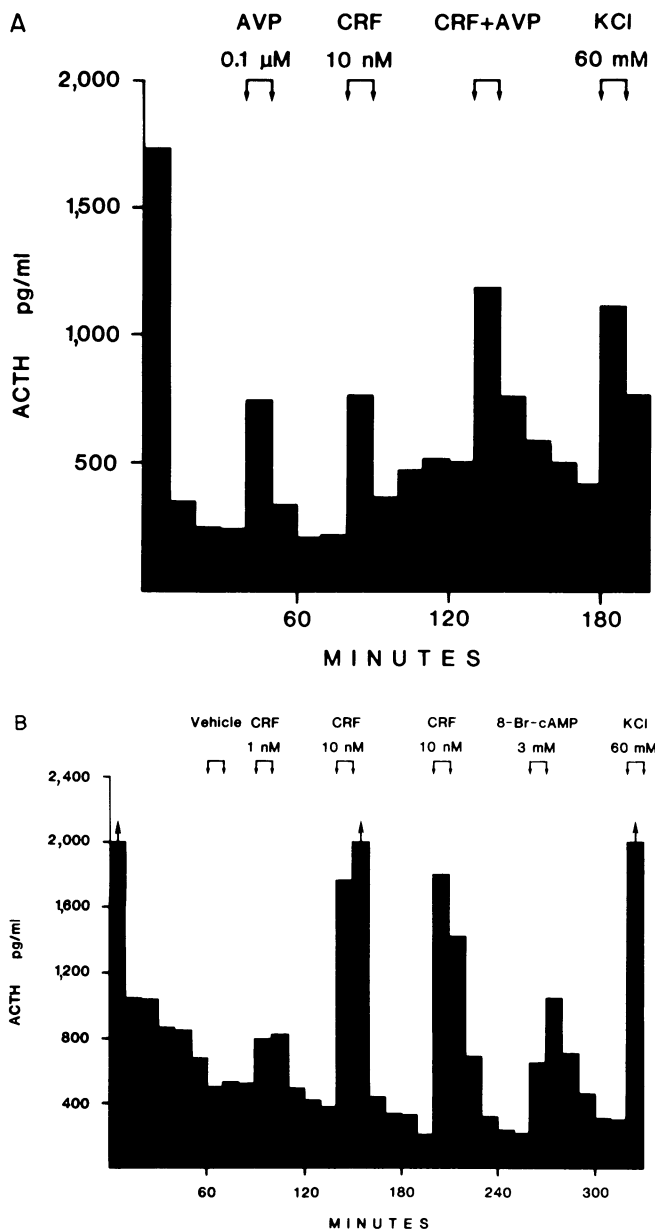 A
AVP CRF CRF+AVP KCl
0.1 μM 10 nM 60 mM
2,000
1,500
1,000
500
ACTH pg/ml
60 120 180
MINUTES
B
Vehicle CRF CRF CRF 8-Br-cAMP KCl
1 nM 10 nM 10 nM 3 mM 60 mM
2,400
2,000
1,600
1,200
800
400
ACTH pg/ml
60 120 180 240 300
MINUTES